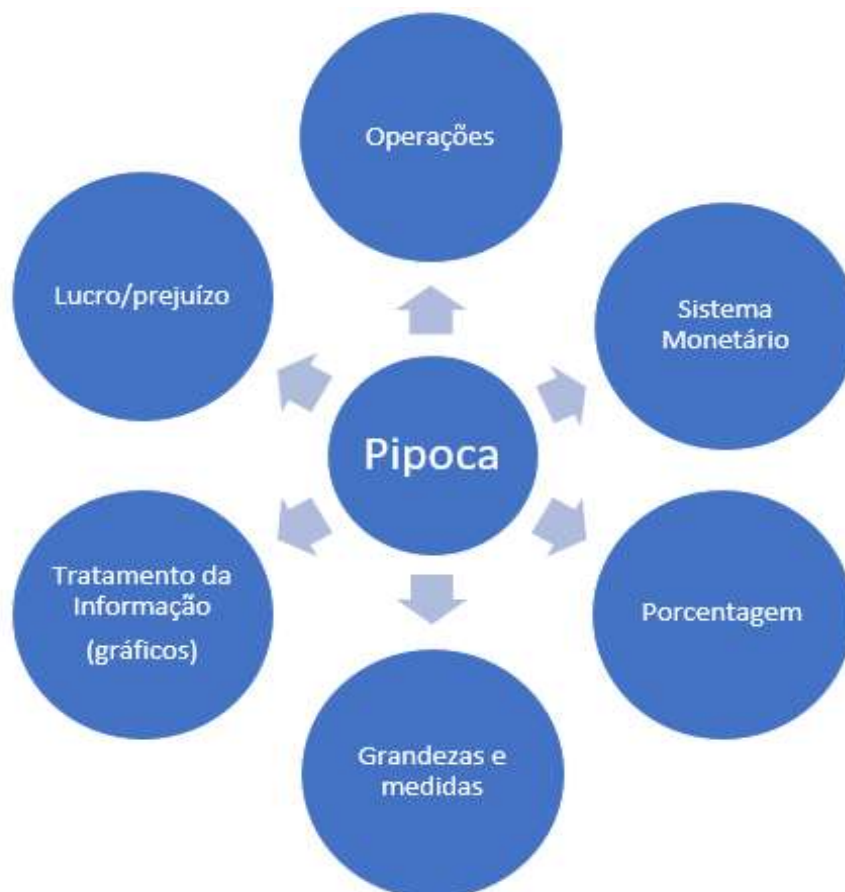 Operações
Lucro/prejuízo
Sistema
Monetário
Pipoca
Tratamento da
Informação
(gráficos)
Porcentagem
Grandezas e
medidas